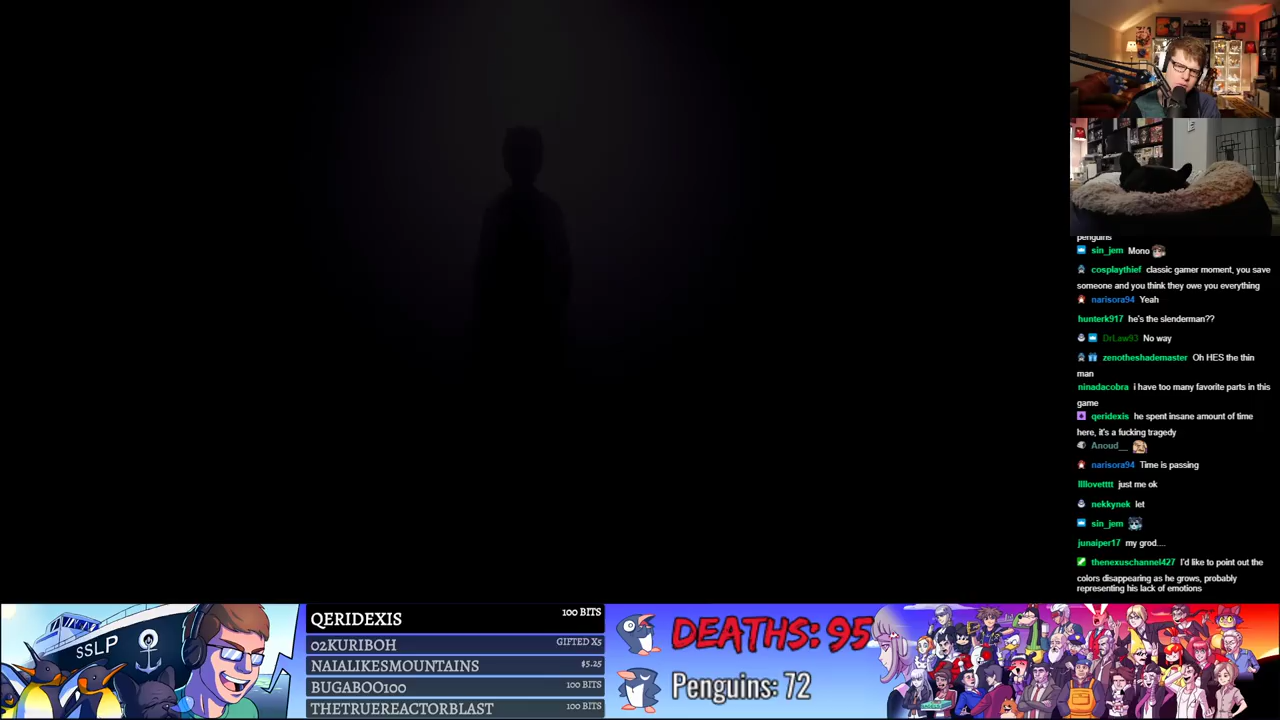 penguins
sin_jem Mono
cosplaythief classic gamer moment, you save
someone and you think they owe you everything
narisora94 Yeah
hunterk917 he's the slenderman??
DrLaw93 No way
zenotheshademaster Oh HES the thin
man
ninadacobra i have too many favorite parts in this
game
qeridexis he spent insane amount of time
here, it's a fucking tragedy
Anoud__
narisora94 Time is passing
llllovetttt just me ok
nekkynek let
sin_jem
junaiper17 my grod....
thenexuschannel427 I'd like to point out the
colors disappearing as he grows, probably
representing his lack of emotions
SSLP
QERIDEXIS 100 BITS
02KURIBOH GIFTED X5
NAIALIKESMOUNTAINS $5.25
BUGABOO100 100 BITS
THETRUEREACTORBLAST 100 BITS
DEATHS: 95
Penguins: 72